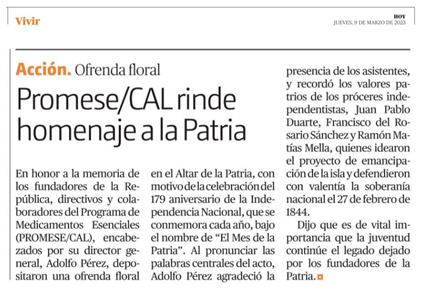 Vivir
HOY
JUEVES, 9 DE MARZO DE 2023
Acción. Ofrenda floral
Promese/CAL rinde
homenaje a la Patria
En honor a la memoria de
los fundadores de la Re-
pública, directivos y cola-
boradores del Programa de
Medicamentos Esenciales
(PROMESE/CAL), encabe-
zados por su director gene-
ral, Adolfo Pérez, depo-
sitaron una ofrenda floral
en el Altar de la Patria, con
motivo de la celebración del
179 aniversario de la Inde-
pendencia Nacional, que se
conmemora cada año, bajo
el nombre de “El Mes de la
Patria”. Al pronunciar las
palabras centrales del acto,
Adolfo Pérez agradeció la
presencia de los asistentes,
y recordó los valores pa-
trios de los próceres inde-
pendentistas, Juan Pablo
Duarte, Francisco del Ro-
sario Sánchez y Ramón Ma-
tías Mella, quienes idearon
el proyecto de emancipa-
ción de la isla y defendieron
con valentía la soberanía
nacional el 27 de febrero de
1844.
Dijo que es de vital im-
portancia que la juventud
continúe el legado dejado
por los fundadores de la
Patria.